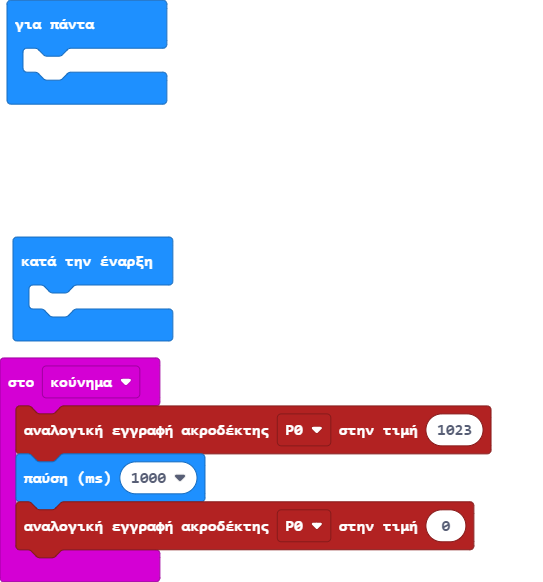 για πάντα
κατά την έναρξη
στο κούνημα
αναλογική εγγραφή ακροδέκτης P0 στην τιμή 1023
παύση (ms) 1000
αναλογική εγγραφή ακροδέκτης P0 στην τιμή 0